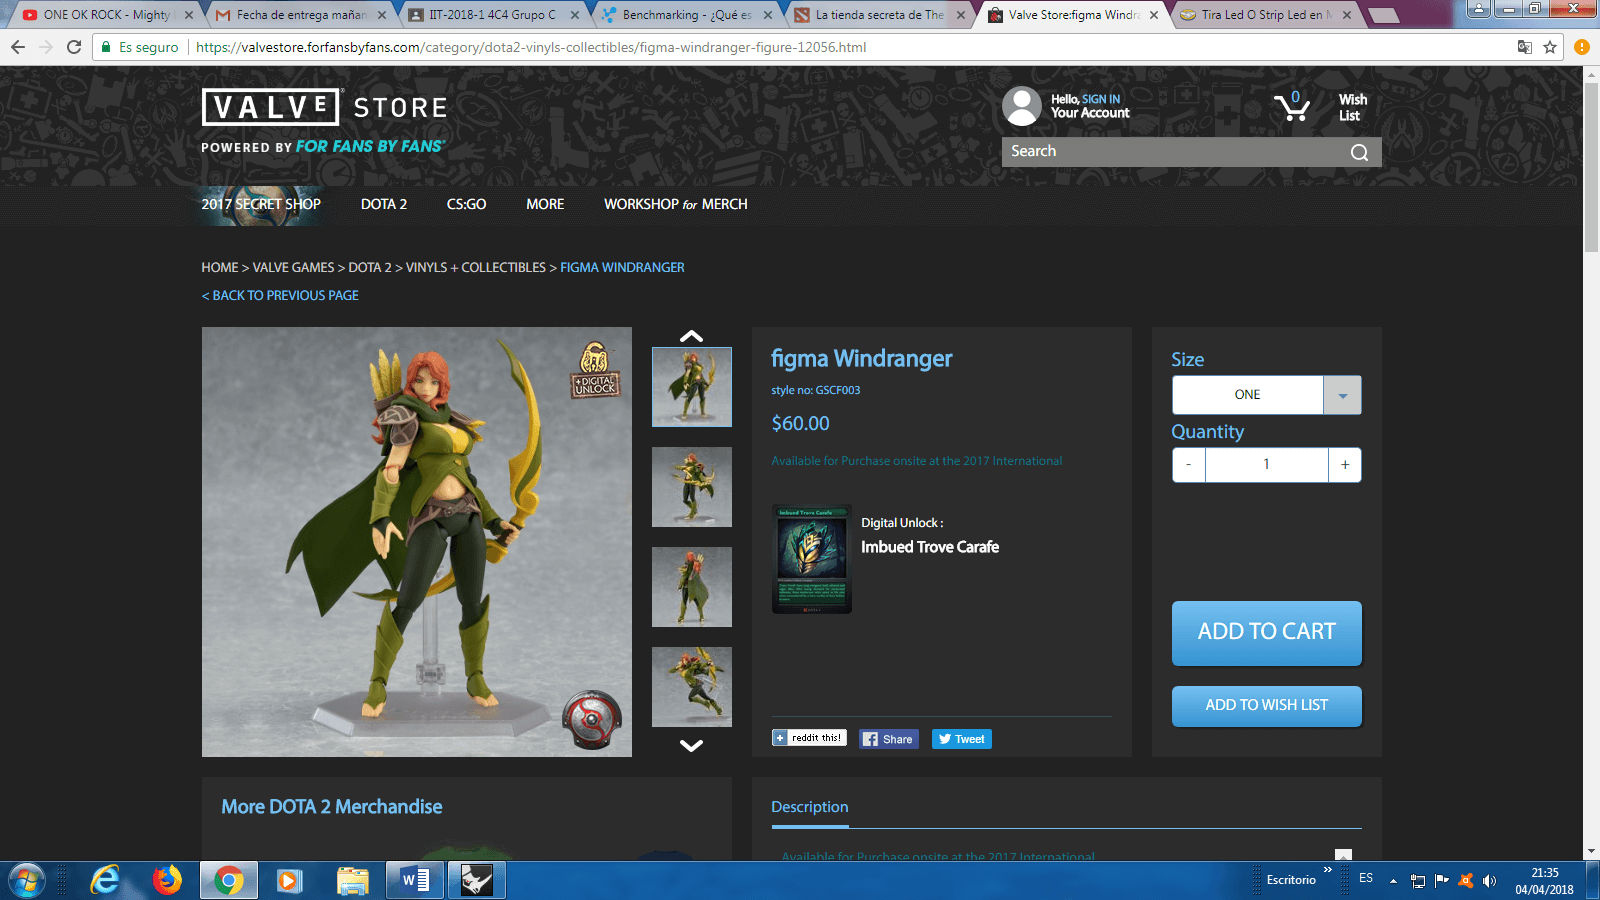 ONE OK ROCK - Mighty
Fecha de entrega mañan
IIT-2018-1 4C4 Grupo C
Benchmarking - ¿Qué es
La tienda secreta de The
Valve Store:figma Windra
Tira Led O Strip Led en M
Es seguro
https://valvestore.forfansbyfans.com/category/dota2-vinyls-collectibles/figma-windranger-figure-12056.html
VALVE STORE
POWERED BY FOR FANS BY FANS
Hello, SIGN IN
Your Account
0
Wish
List
Search
2017 SECRET SHOP
DOTA 2
CS:GO
MORE
WORKSHOP for MERCH
HOME > VALVE GAMES > DOTA 2 > VINYLS + COLLECTIBLES > FIGMA WINDRANGER
< BACK TO PREVIOUS PAGE
+DIGITAL
UNLOCK
figma Windranger
style no: GSCF003
$60.00
Available for Purchase onsite at the 2017 International
Imbued Trove Carafe
Digital Unlock :
Imbued Trove Carafe
reddit this!
Share
Tweet
Size
ONE
Quantity
- 1 +
ADD TO CART
ADD TO WISH LIST
More DOTA 2 Merchandise
Description
Available for Purchase onsite at the 2017 International
Escritorio
ES
21:35
04/04/2018